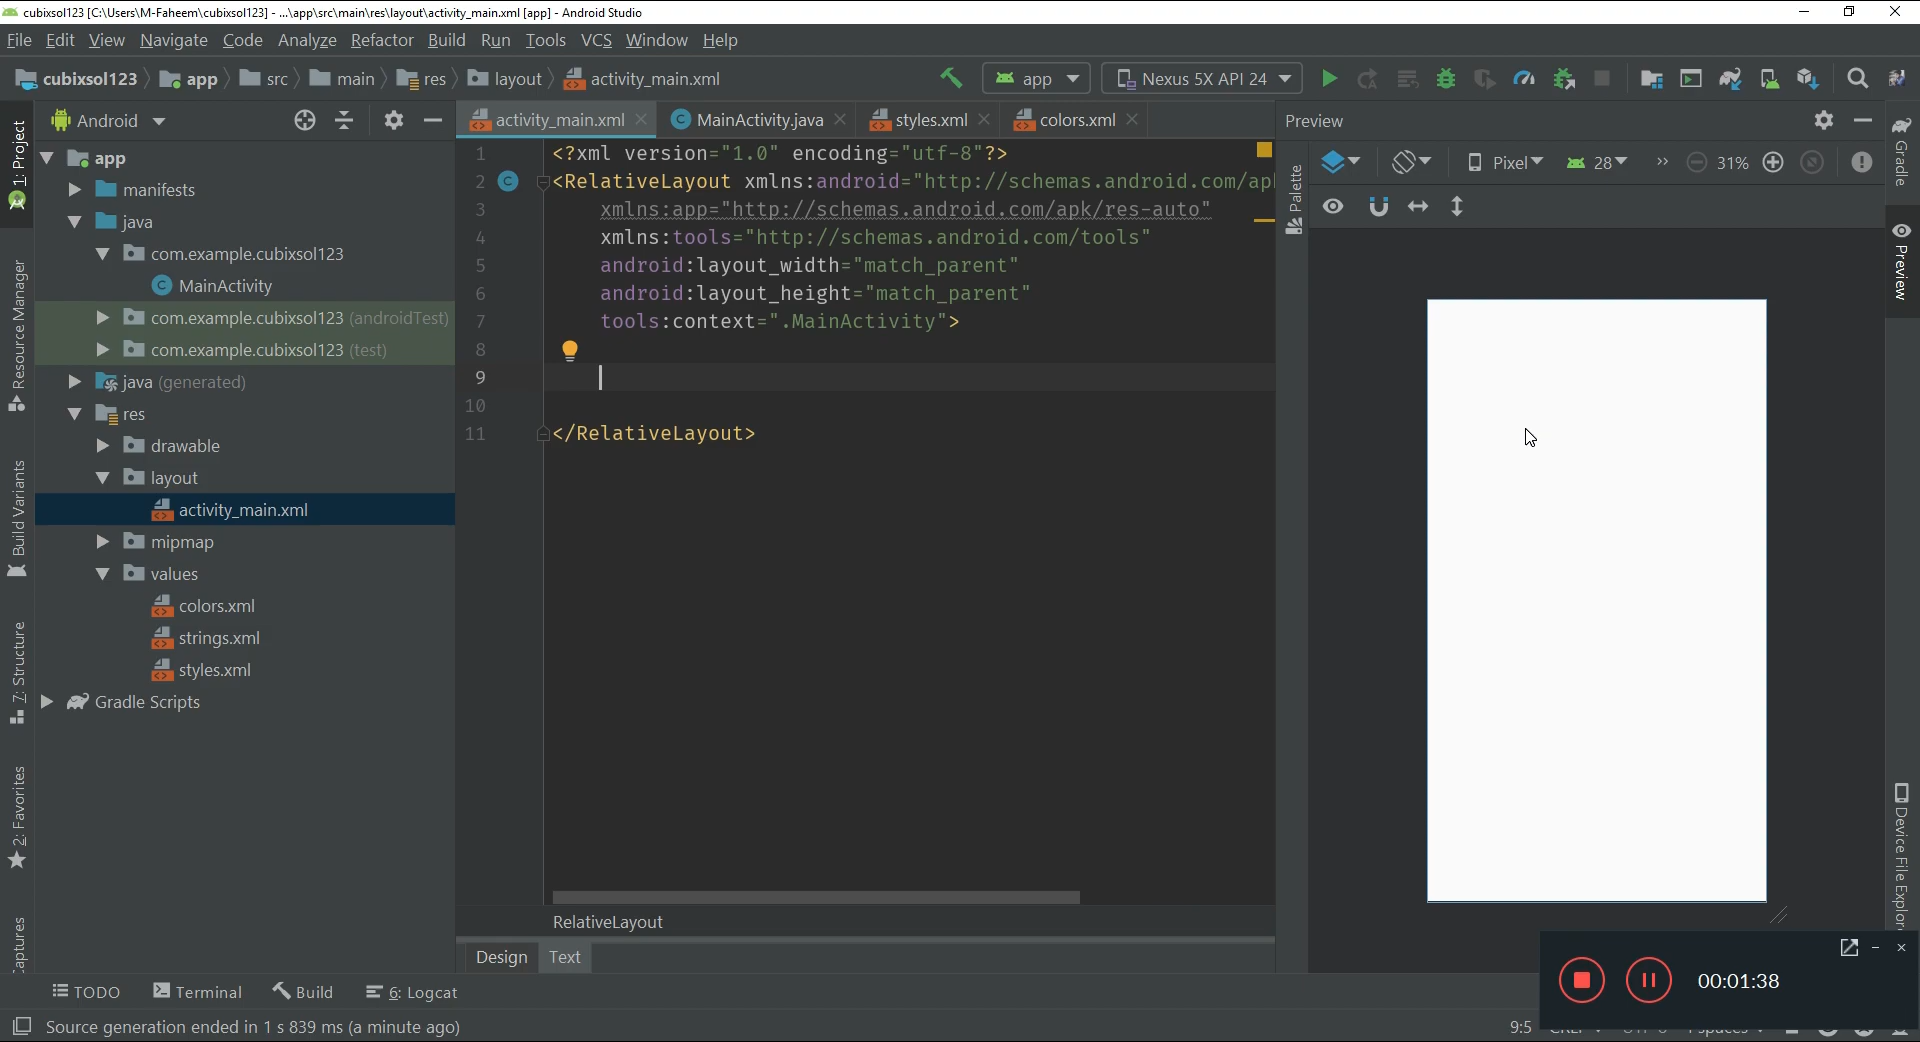 cubixsol123 [C:\Users\M-Faheem\cubixsol123] - ...\app\src\main\res\layout\activity_main.xml [app] - Android Studio
File Edit View Navigate Code Analyze Refactor Build Run Tools VCS Window Help
cubixsol123 app src main res layout activity_main.xml app Nexus 5X API 24
Android
activity_main.xml MainActivity.java styles.xml colors.xml
Preview
Pixel 28 31%
1: Project
Resource Manager
Build Variants
7: Structure
2: Favorites
app
manifests
java
com.example.cubixsol123
MainActivity
com.example.cubixsol123 (androidTest)
com.example.cubixsol123 (test)
java (generated)
res
drawable
layout
activity_main.xml
mipmap
values
colors.xml
strings.xml
styles.xml
Gradle Scripts
1 <?xml version="1.0" encoding="utf-8"?>
2 <RelativeLayout xmlns:android="http://schemas.android.com/ap
3 xmlns:app="http://schemas.android.com/apk/res-auto"
4 xmlns:tools="http://schemas.android.com/tools"
5 android:layout_width="match_parent"
6 android:layout_height="match_parent"
7 tools:context=".MainActivity">
8
9
10
11 </RelativeLayout>
RelativeLayout
Design Text
Palette
Gradle
Preview
Device File Explor
00:01:38
TODO Terminal Build 6: Logcat
Source generation ended in 1 s 839 ms (a minute ago)
9:5